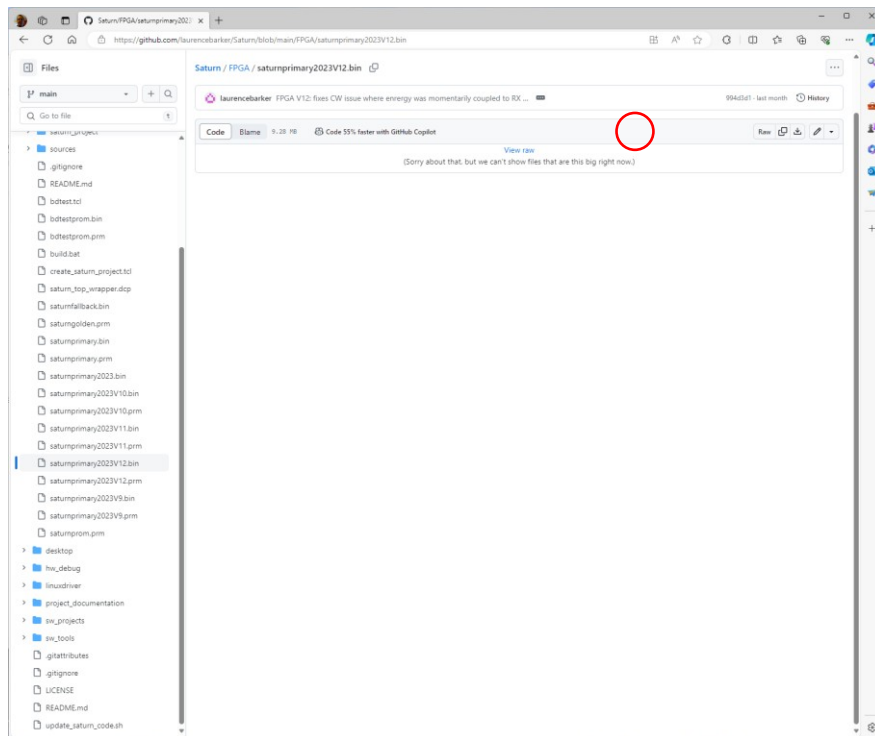 Saturn/FPGA/saturnprimary202
https://github.com/laurencebarker/Saturn/blob/main/FPGA/saturnprimary2023V12.bin
Files
Saturn / FPGA / saturnprimary2023V12.bin
main
laurencebarker FPGA V12: fixes CW issue where enrergy was momentarily coupled to RX ...
994d3d1 · last month
History
Go to file
t
Code
Blame
9.28 MB
Code 55% faster with GitHub Copilot
Raw
View raw
(Sorry about that, but we can't show files that are this big right now.)
saturn_project
sources
.gitignore
README.md
bdtest.tcl
bdtestprom.bin
bdtestprom.prm
build.bat
create_saturn_project.tcl
saturn_top_wrapper.dcp
saturnfallback.bin
saturngolden.prm
saturnprimary.bin
saturnprimary.prm
saturnprimary2023.bin
saturnprimary2023V10.bin
saturnprimary2023V10.prm
saturnprimary2023V11.bin
saturnprimary2023V11.prm
saturnprimary2023V12.bin
saturnprimary2023V12.prm
saturnprimary2023V9.bin
saturnprimary2023V9.prm
saturnprom.prm
desktop
hw_debug
linuxdriver
project_documentation
sw_projects
sw_tools
.gitattributes
.gitignore
LICENSE
README.md
update_saturn_code.sh